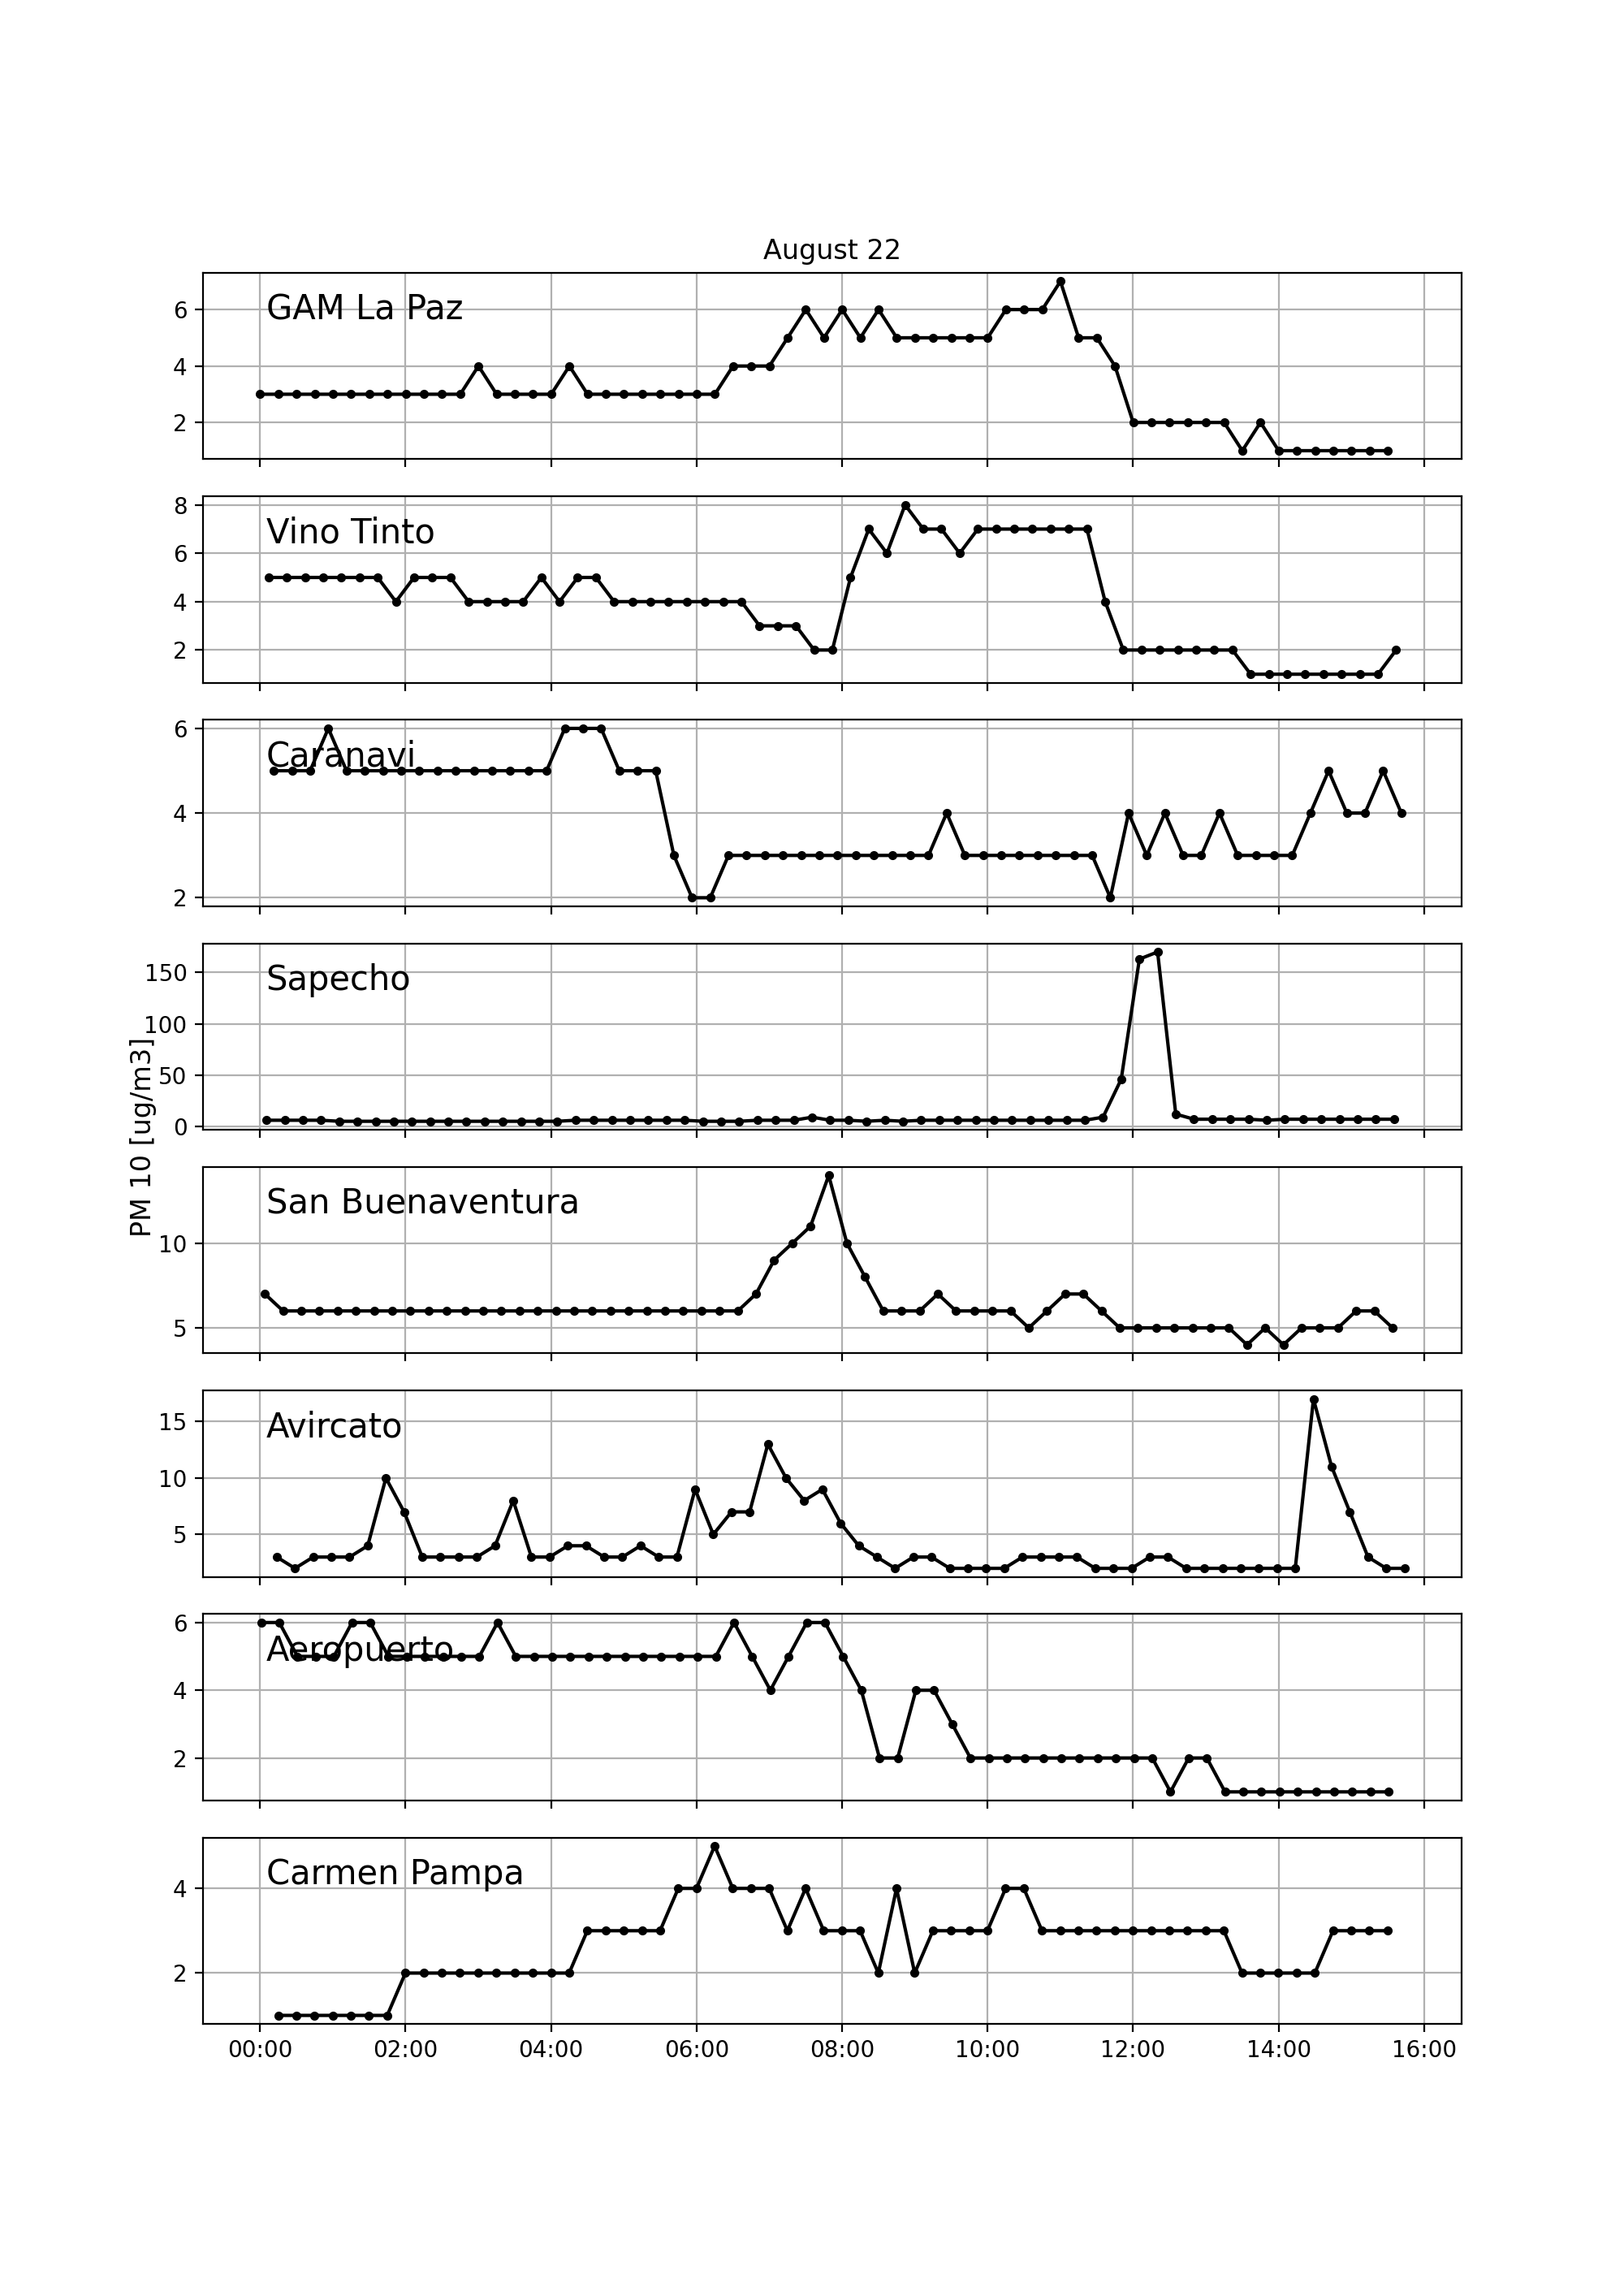 August 22
GAM La Paz
6
4
2
Vino Tinto
8
6
4
2
Caranavi
6
4
2
Sapecho
150
100
50
0
PM 10 [ug/m3]
San Buenaventura
10
5
Avircato
15
10
5
Aeropuerto
6
4
2
Carmen Pampa
4
2
00:00 02:00 04:00 06:00 08:00 10:00 12:00 14:00 16:00